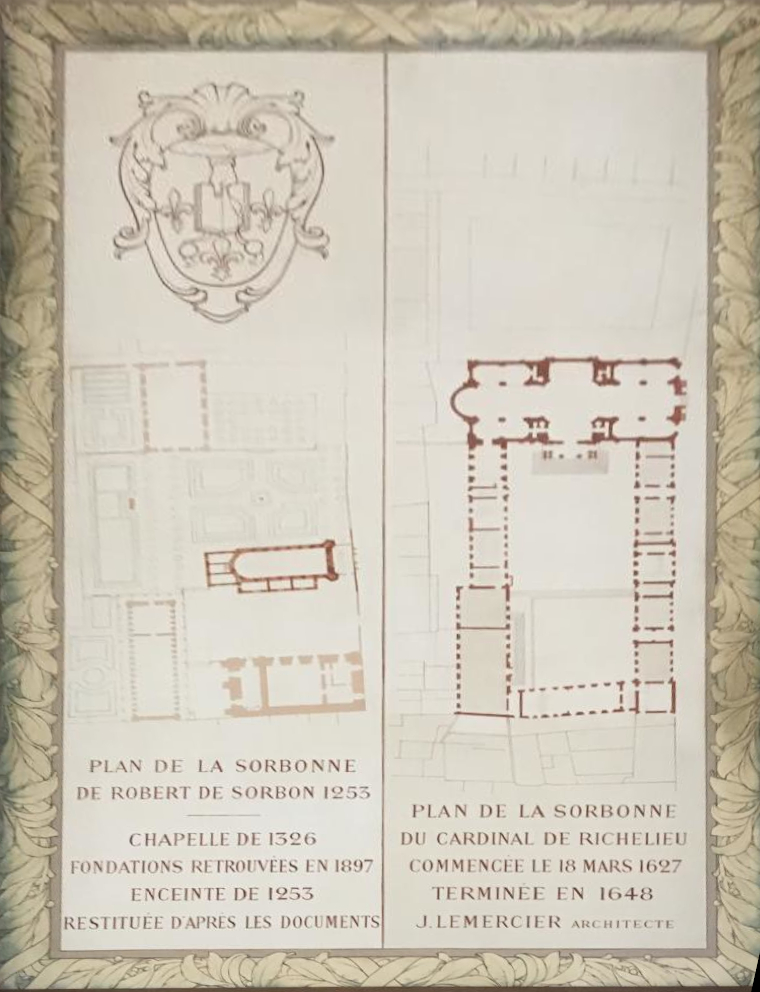 PLAN DE LA SORBONNE
DE ROBERT DE SORBON 1253
CHAPELLE DE 1326
FONDATIONS RETROUVÉES EN 1897
ENCEINTE DE 1253
RESTITUÉE D'APRÈS LES DOCUMENTS
PLAN DE LA SORBONNE
DU CARDINAL DE RICHELIEU
COMMENCÉE LE 18 MARS 1627
TERMINÉE EN 1648
J. LEMERCIER ARCHITECTE